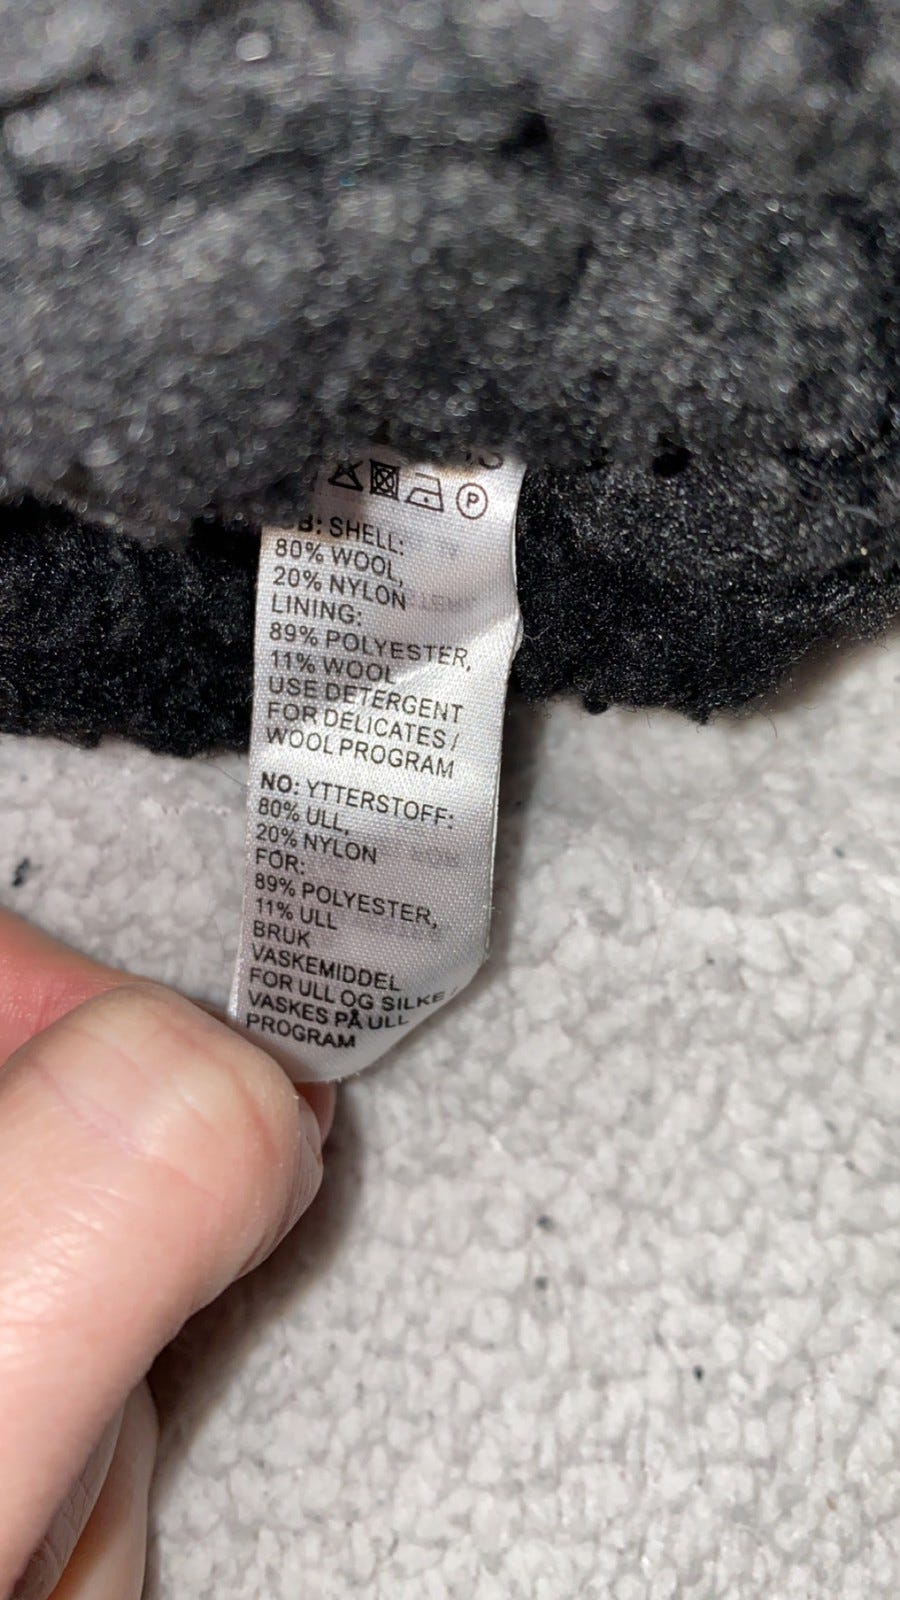 P
GB: SHELL:
80% WOOL,
20% NYLON
LINING:
89% POLYESTER,
11% WOOL
USE DETERGENT
FOR DELICATES /
WOOL PROGRAM
NO: YTTERSTOFF:
80% ULL,
20% NYLON
FOR:
89% POLYESTER,
11% ULL
BRUK
VASKEMIDDEL
FOR ULL OG SILKE /
VASKES PÅ ULL
PROGRAM